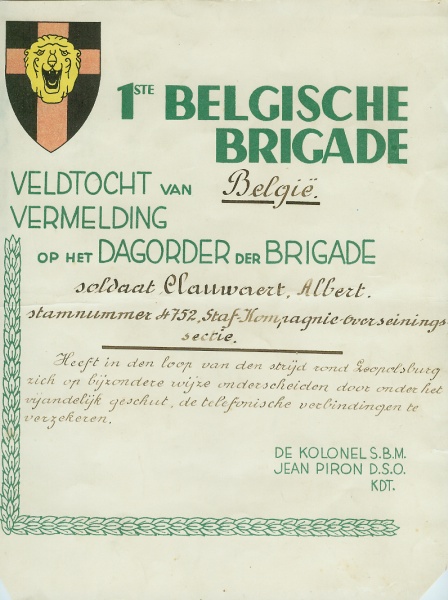 1STE BELGISCHE
BRIGADE
VELDTOCHT VAN België.
VERMELDING
OP HET DAGORDER DER BRIGADE
soldaat Clauwaert, Albert.
stamnummer 4752, Staf-Kompagnie-overseinings
sectie.
Heeft in den loop van den strijd rond Leopolsburg
zich op bijzondere wijze onderscheiden door onder het
vijandelijk geschut, de telefonische verbindingen te
verzekeren.
DE KOLONEL S.B.M.
JEAN PIRON D.S.O.
KDT.